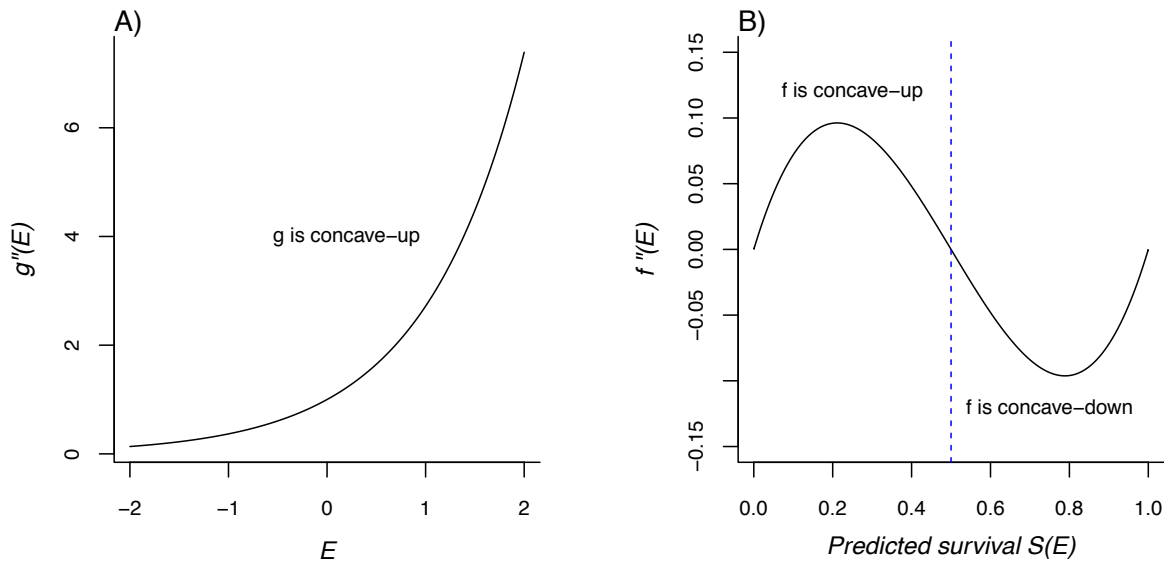 A)
g''(E)
6
4
2
0
g is concave−up
−2
−1
0
1
2
E
B)
f ''(E)
0.15
0.10
0.05
0.00
−0.05
−0.15
f is concave−up
f is concave−down
0.0
0.2
0.4
0.6
0.8
1.0
Predicted survival S(E)